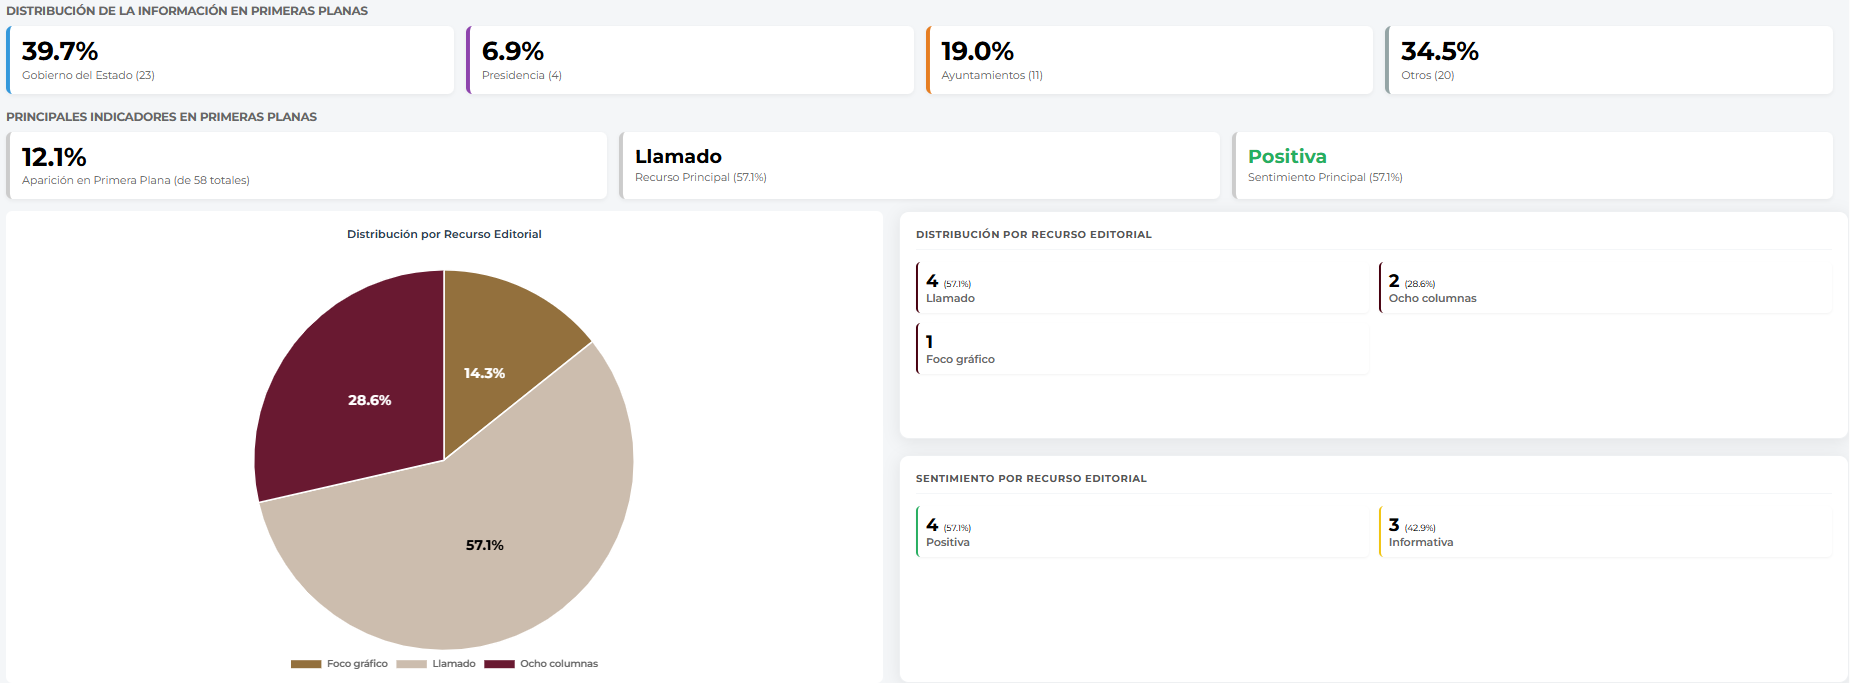 DISTRIBUCIÓN DE LA INFORMACIÓN EN PRIMERAS PLANAS
39.7%
Gobierno del Estado (23)
6.9%
Presidencia (4)
19.0%
Ayuntamientos (11)
34.5%
Otros (20)
PRINCIPALES INDICADORES EN PRIMERAS PLANAS
12.1%
Aparición en Primera Plana (de 58 totales)
Llamado
Recurso Principal (57.1%)
Positiva
Sentimiento Principal (57.1%)
Distribución por Recurso Editorial
14.3%
28.6%
57.1%
Foco gráfico
Llamado
Ocho columnas
DISTRIBUCIÓN POR RECURSO EDITORIAL
4 (57.1%)
Llamado
2 (28.6%)
Ocho columnas
1
Foco gráfico
SENTIMIENTO POR RECURSO EDITORIAL
4 (57.1%)
Positiva
3 (42.9%)
Informativa